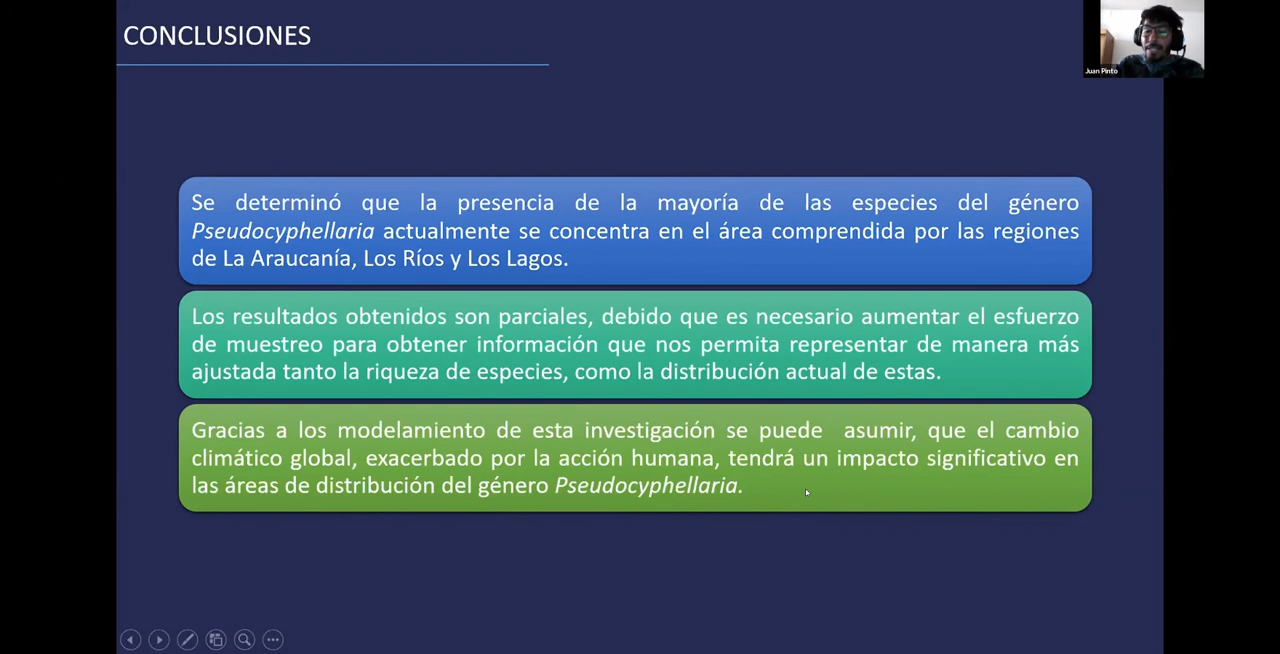 CONCLUSIONES
Juan Pinto
Se determinó que la presencia de la mayoría de las especies del género
Pseudocyphellaria actualmente se concentra en el área comprendida por las regiones
de La Araucanía, Los Ríos y Los Lagos.
Los resultados obtenidos son parciales, debido que es necesario aumentar el esfuerzo
de muestreo para obtener información que nos permita representar de manera más
ajustada tanto la riqueza de especies, como la distribución actual de estas.
Gracias a los modelamiento de esta investigación se puede  asumir, que el cambio
climático global, exacerbado por la acción humana, tendrá un impacto significativo en
las áreas de distribución del género Pseudocyphellaria.